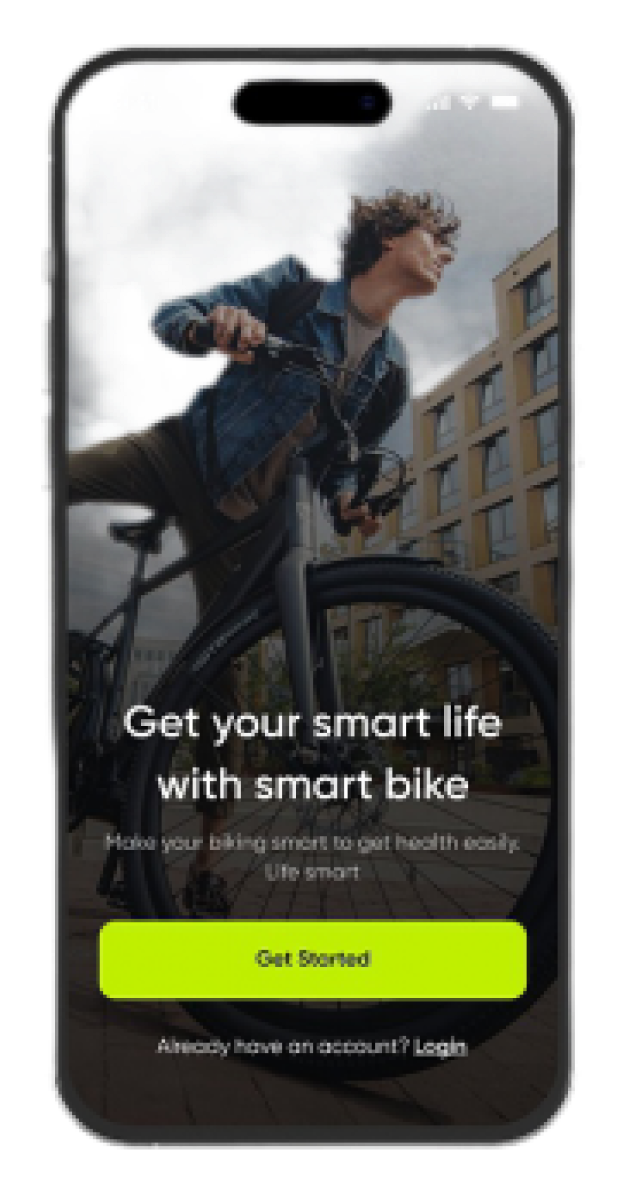 Get your smart life
with smart bike
Make your biking smart to get health easily.
Life smart
Get Started
Already have an account? Login